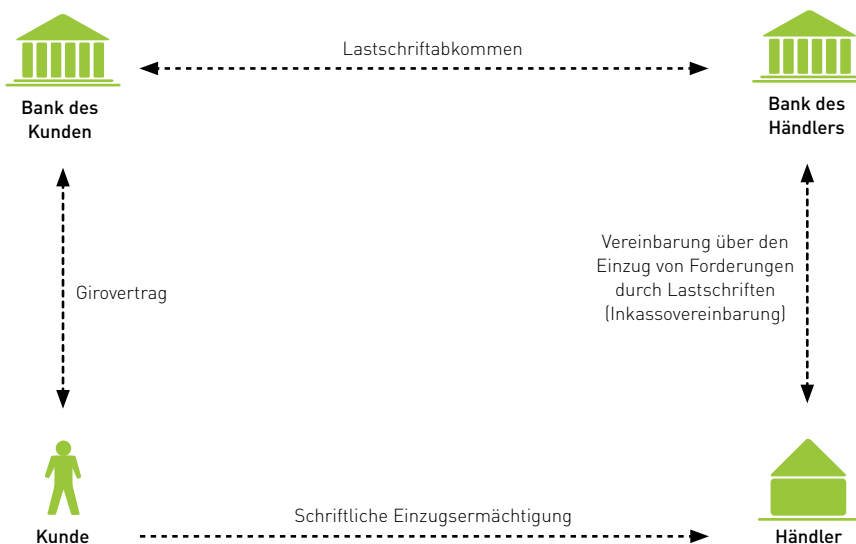 Lastschriftabkommen
Bank des
Kunden
Bank des
Händlers
Girovertrag
Vereinbarung über den
Einzug von Forderungen
durch Lastschriften
(Inkassovereinbarung)
Schriftliche Einzugsermächtigung
Kunde
Händler